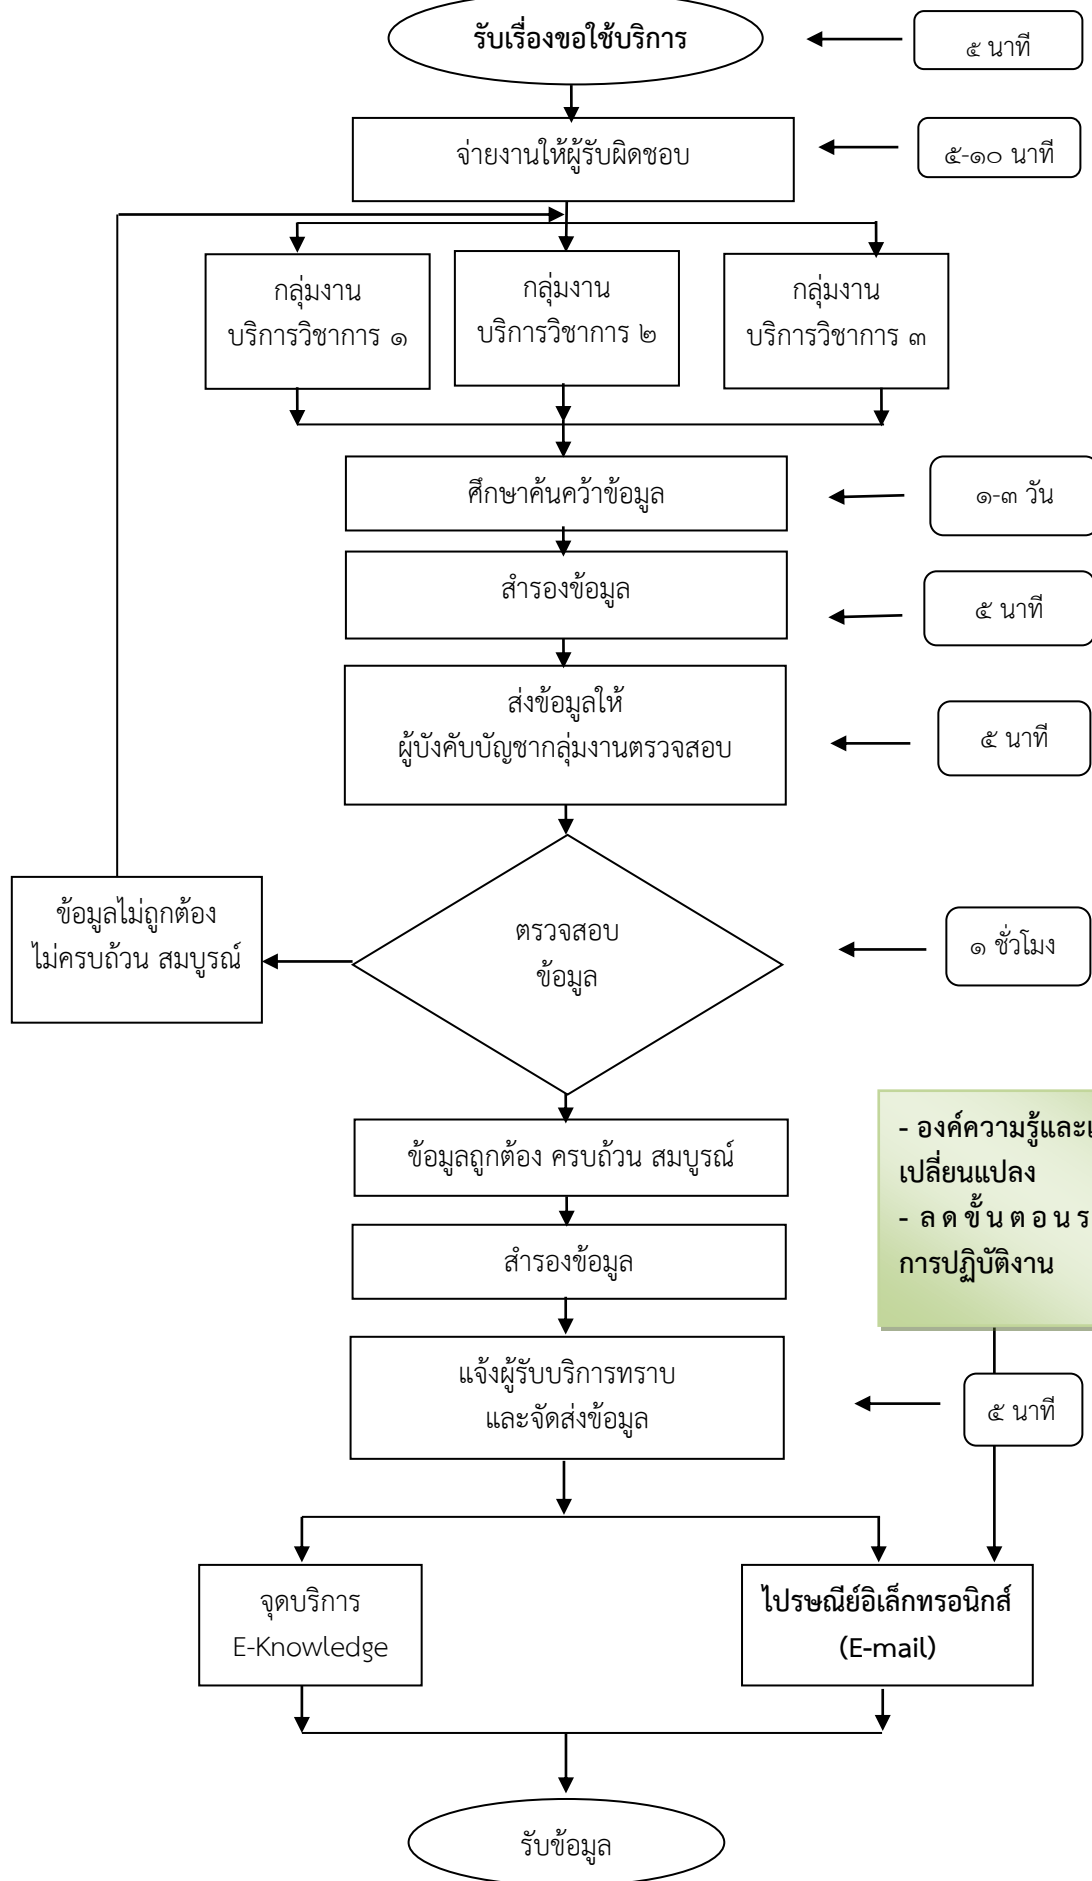 รับเรื่องขอใช้บริการ
๕ นาที
จ่ายงานให้ผู้รับผิดชอบ
๕-๑๐ นาที
กลุ่มงาน
บริการวิชาการ ๑
กลุ่มงาน
บริการวิชาการ ๒
กลุ่มงาน
บริการวิชาการ ๓
ศึกษาค้นคว้าข้อมูล
๑-๓ วัน
สำรองข้อมูล
๕ นาที
ส่งข้อมูลให้
ผู้บังคับบัญชากลุ่มงานตรวจสอบ
๕ นาที
ข้อมูลไม่ถูกต้อง
ไม่ครบถ้วน สมบูรณ์
ตรวจสอบ
ข้อมูล
๑ ชั่วโมง
ข้อมูลถูกต้อง ครบถ้วน สมบูรณ์
- องค์ความรู้และ
เปลี่ยนแปลง
- ล ด ขั้ น ต อ น ร
การปฏิบัติงาน
สำรองข้อมูล
แจ้งผู้รับบริการทราบ
และจัดส่งข้อมูล
๕ นาที
จุดบริการ
E-Knowledge
ไปรษณีย์อิเล็กทรอนิกส์
(E-mail)
รับข้อมูล